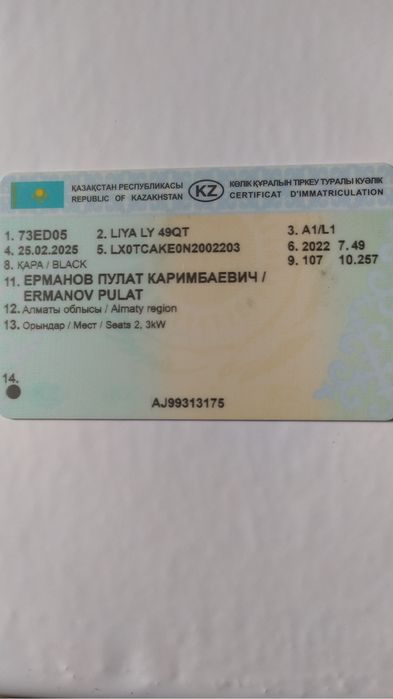 ҚАЗАҚСТАН РЕСПУБЛИКАСЫ KZ КӨЛІК ҚҰРАЛЫН ТІРКЕУ ТУРАЛЫ КУӘЛІК
REPUBLIC OF KAZAKHSTAN CERTIFICAT D'IMMATRICULATION
1. 73ED05 2. LIYA LY 49QT 3. A1/L1
4. 25.02.2025 5. LX0TCAKE0N2002203 6. 2022 7. 49
8. ҚАРА / BLACK 9. 107 10.257
11. ЕРМАНОВ ПУЛАТ КАРИМБАЕВИЧ /
ERMANOV PULAT
12. Алматы облысы / Almaty region
13. Орындар / Мест / Seats 2, 3kW
14.
AJ99313175